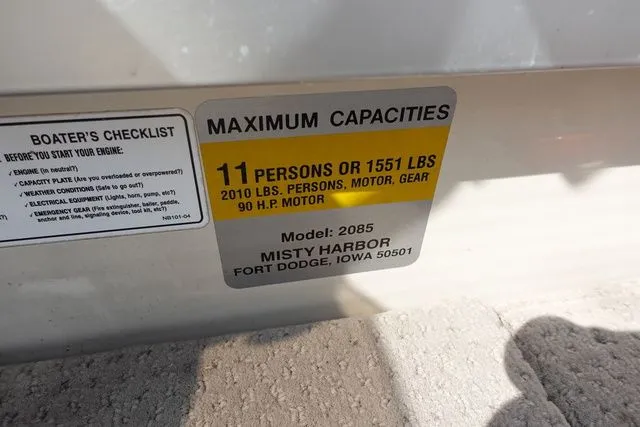 BOATER'S CHECKLIST
BEFORE YOU START YOUR ENGINE:
✓ ENGINE (In neutral?)
✓ CAPACITY PLATE (Are you overloaded or overpowered?)
✓ WEATHER CONDITIONS (Safe to go out?)
✓ ELECTRICAL EQUIPMENT (Lights, horn, pump, etc?)
✓ EMERGENCY GEAR (Fire extinguisher, bailer, paddle,
anchor and line, signaling device, tool kit, etc?)
NB101-04
MAXIMUM CAPACITIES
11 PERSONS OR 1551 LBS
2010 LBS. PERSONS, MOTOR, GEAR
90 H.P. MOTOR
Model: 2085
MISTY HARBOR
FORT DODGE, IOWA 50501